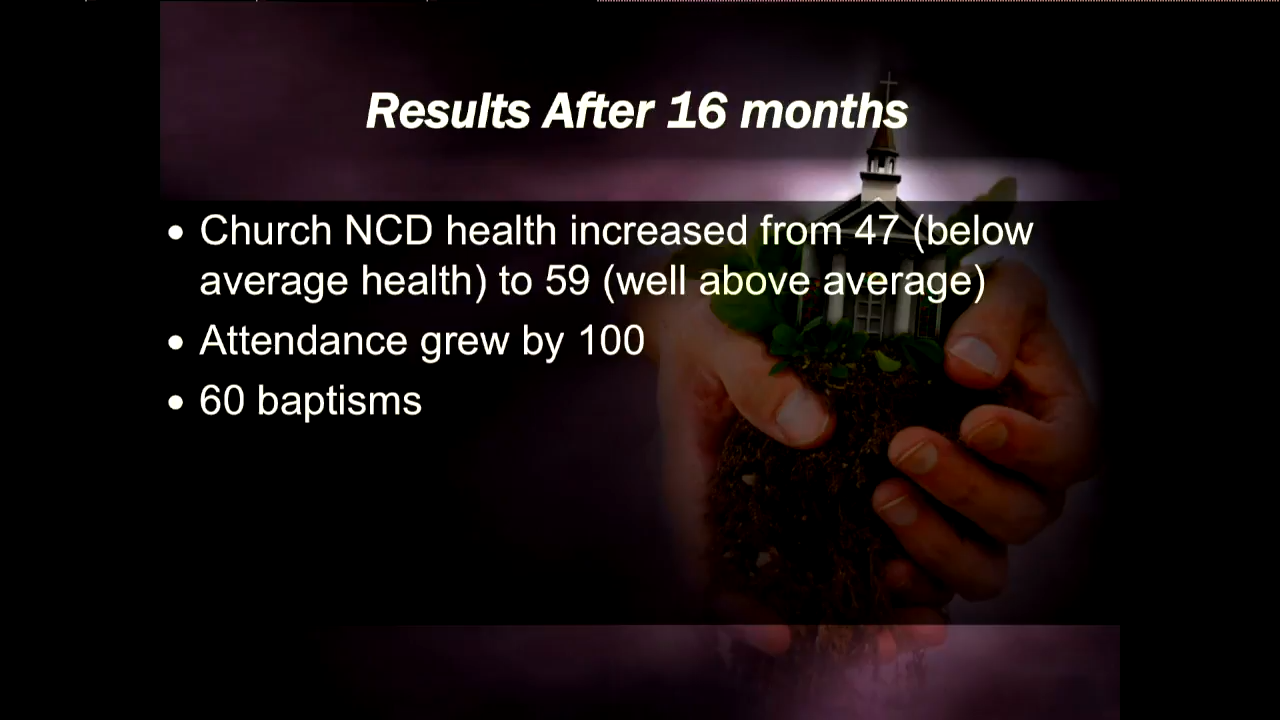 Results After 16 months
• Church NCD health increased from 47 (below
average health) to 59 (well above average)
• Attendance grew by 100
• 60 baptisms